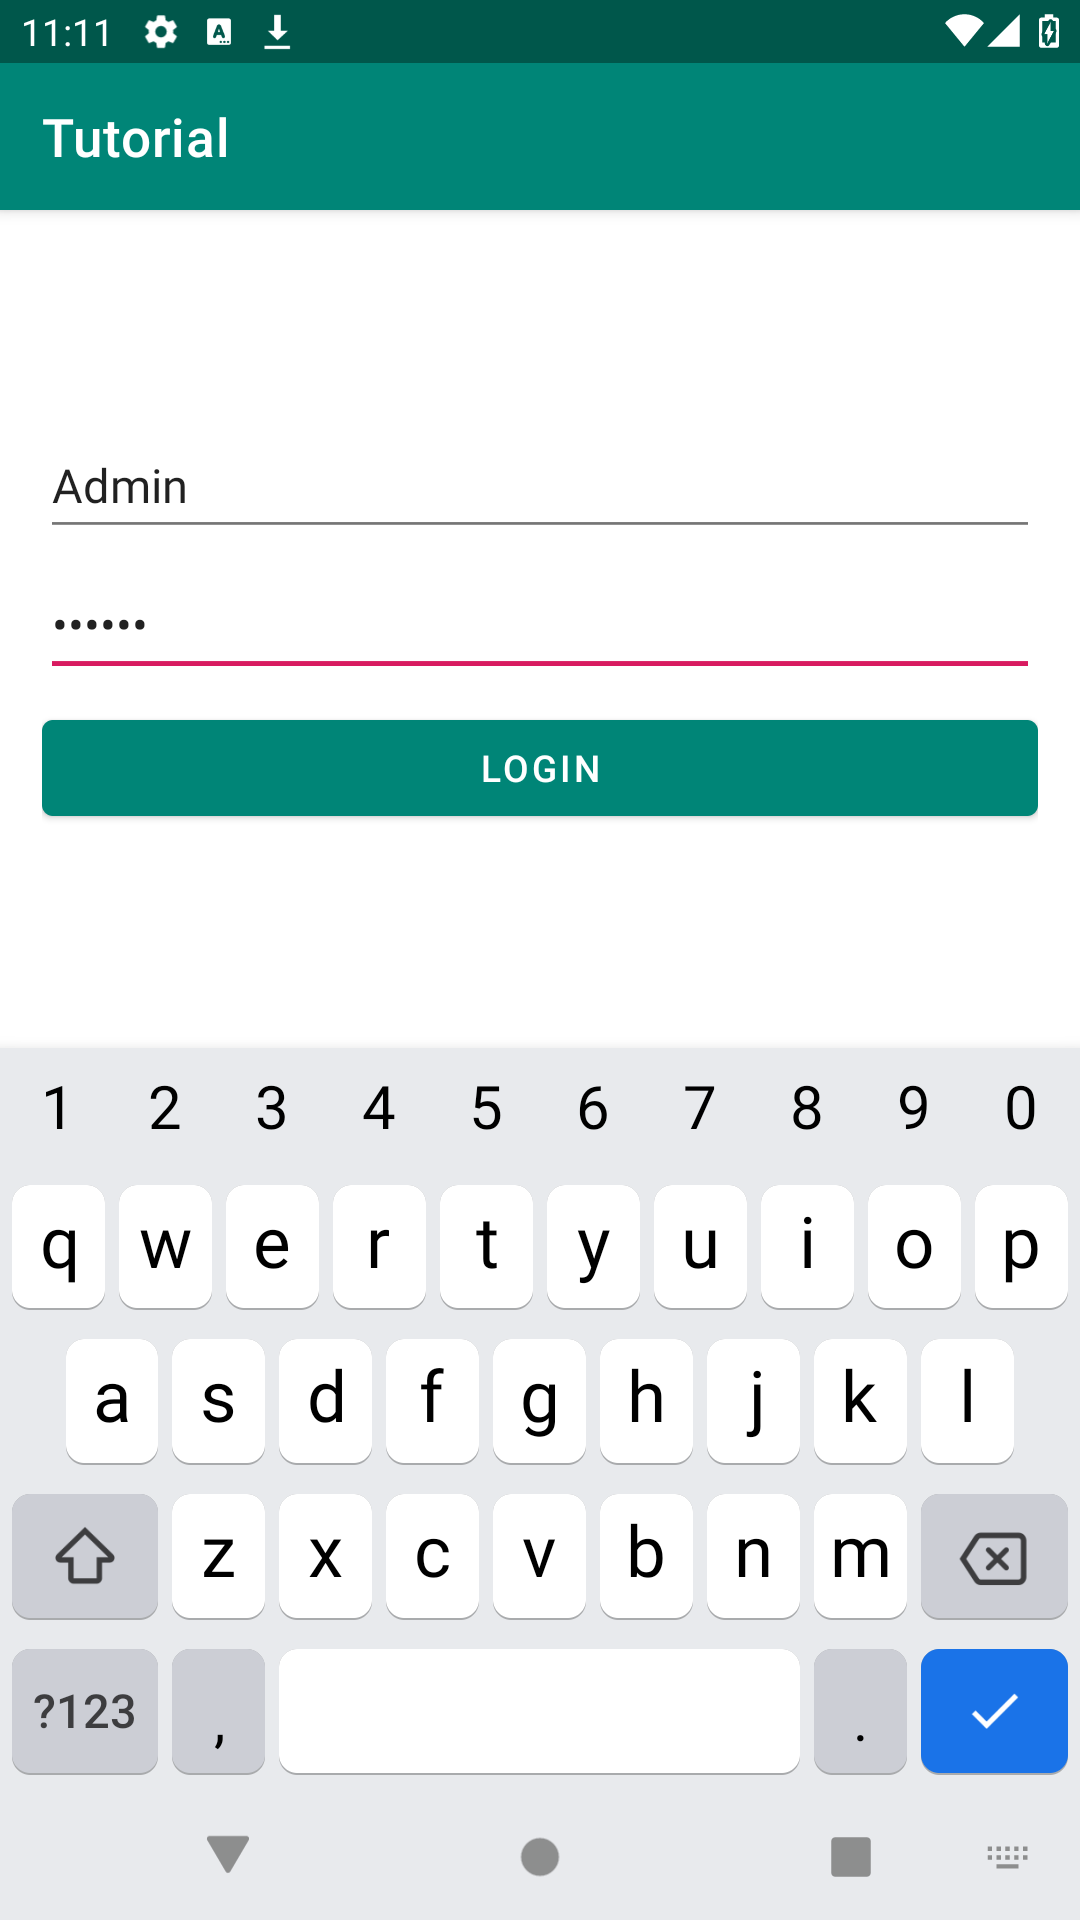 11:11
Tutorial
Admin
••••••
LOGIN
1 2 3 4 5 6 7 8 9 0
q w e r t y u i o p
a s d f g h j k l
z x c v b n m
?123 , .